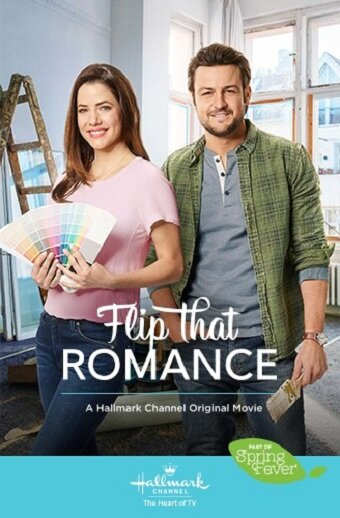 Flip that
ROMANCE
A Hallmark Channel Original Movie
PART OF
Spring
Fever
Hallmark
CHANNEL
The Heart of TV